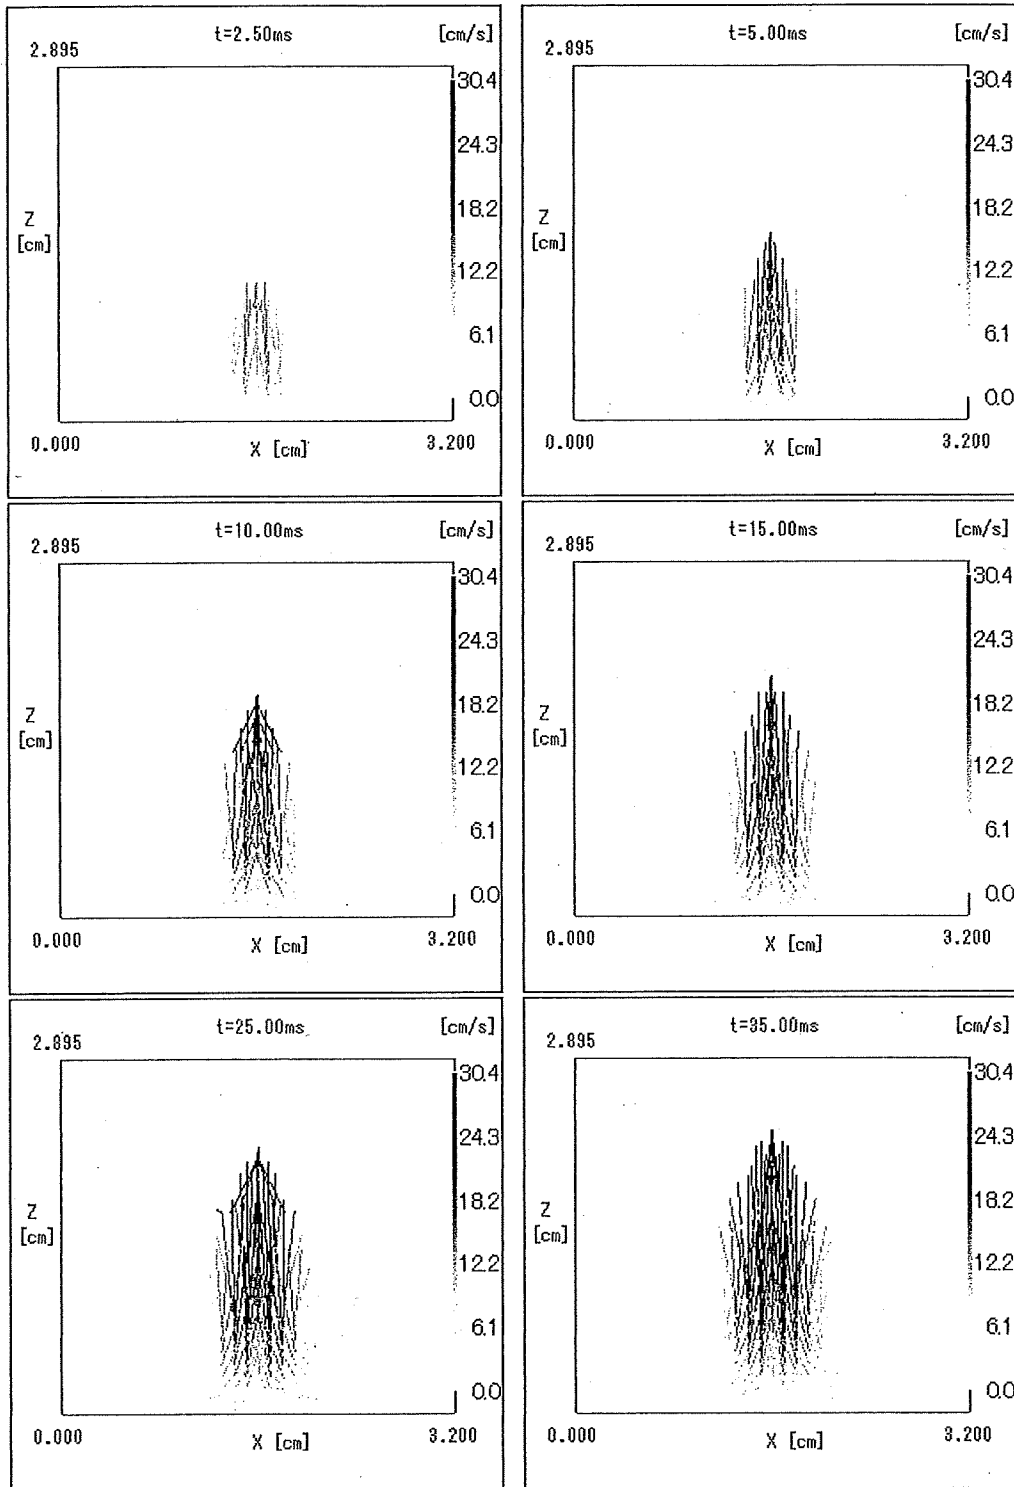 t=2.50ms [cm/s]
2.895
30.4
24.3
18.2
Z
[cm]
12.2
6.1
0.0
0.000 X [cm] 3.200
t=5.00ms [cm/s]
2.895
30.4
24.3
18.2
Z
[cm]
12.2
6.1
0.0
0.000 X [cm] 3.200
t=10.00ms [cm/s]
2.895
30.4
24.3
18.2
Z
[cm]
12.2
6.1
0.0
0.000 X [cm] 3.200
t=15.00ms [cm/s]
2.895
30.4
24.3
18.2
Z
[cm]
12.2
6.1
0.0
0.000 X [cm] 3.200
t=25.00ms [cm/s]
2.895
30.4
24.3
18.2
Z
[cm]
12.2
6.1
0.0
0.000 X [cm] 3.200
t=35.00ms [cm/s]
2.895
30.4
24.3
18.2
Z
[cm]
12.2
6.1
0.0
0.000 X [cm] 3.200